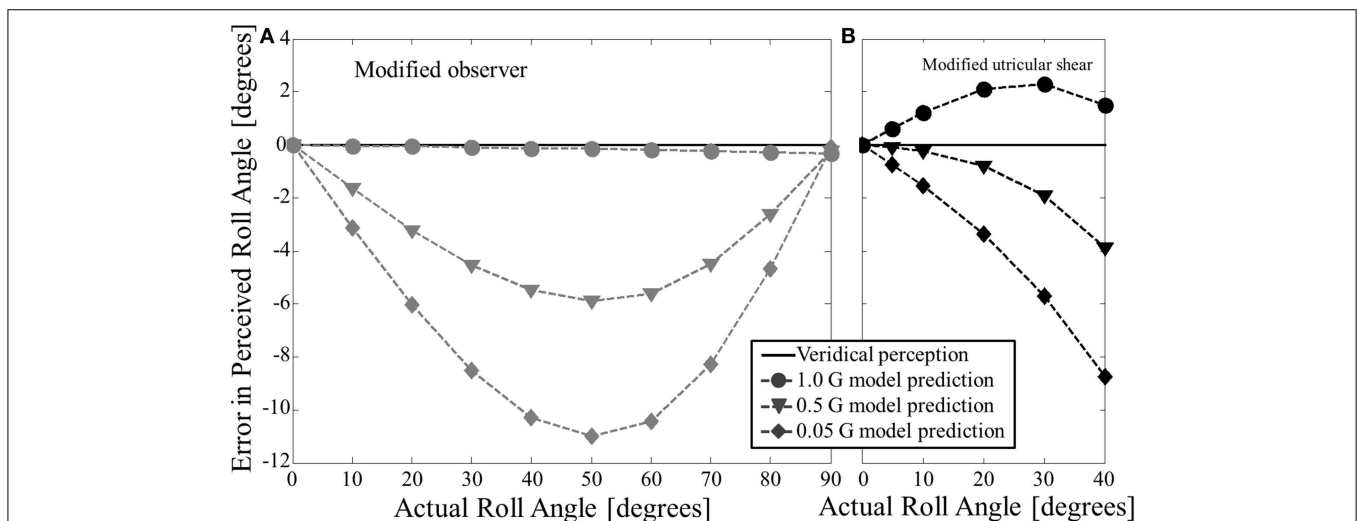 A
B
Error in Perceived Roll Angle [degrees]
4
2
0
-2
-4
-6
-8
-10
-12
Modified observer
Modified utricular shear
Veridical perception
1.0 G model prediction
0.5 G model prediction
0.05 G model prediction
0 10 20 30 40 50 60 70 80 90
0 10 20 30 40
Actual Roll Angle [degrees]
Actual Roll Angle [degrees]